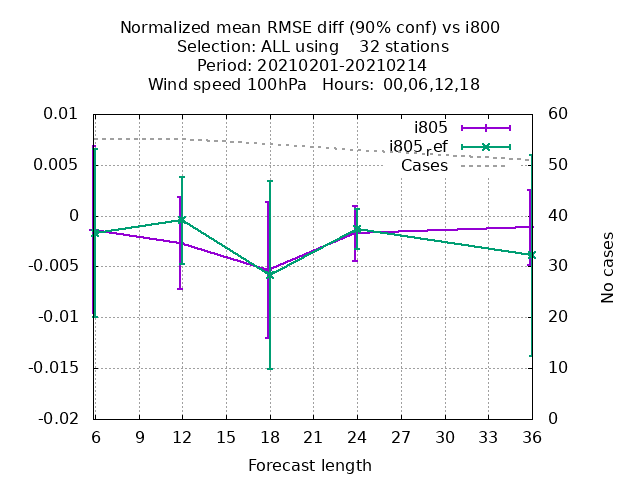 Normalized mean RMSE diff (90% conf) vs i800
Selection: ALL using    32 stations
Period: 20210201-20210214
Wind speed 100hPa   Hours: 00,06,12,18
0.01
0.005
0
-0.005
-0.01
-0.015
-0.02
60
50
40
30
20
10
0
i805
i805_ef
Cases
No cases
6 9 12 15 18 21 24 27 30 33 36
Forecast length